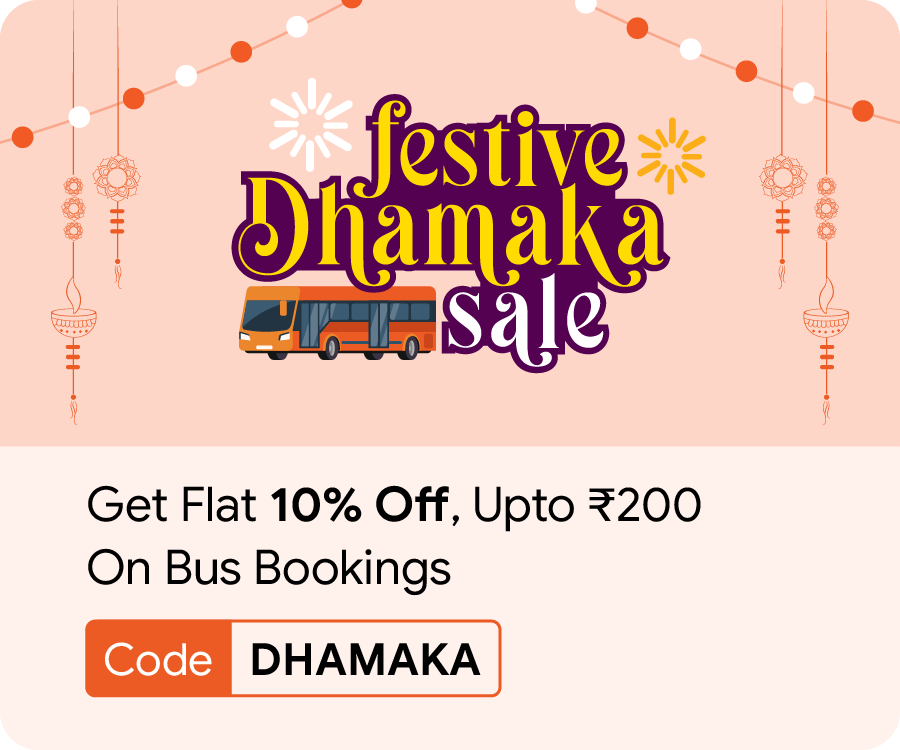 festive
Dhamaka
sale
Get Flat 10% Off, Upto ₹200
On Bus Bookings
Code DHAMAKA